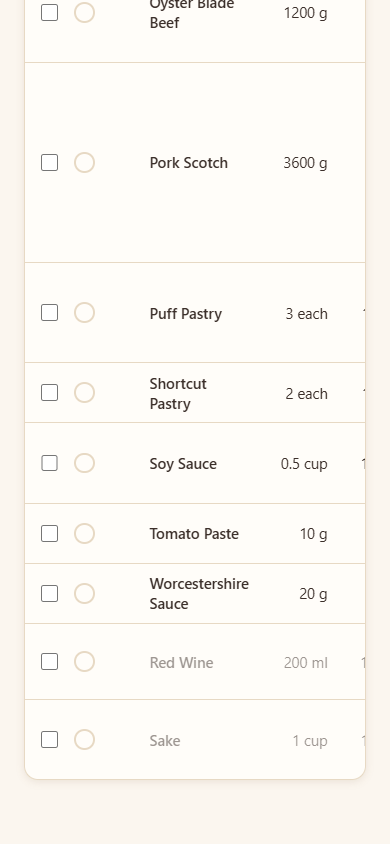 Oyster Blade
Beef
1200 g
Pork Scotch
3600 g
Puff Pastry
3 each
Shortcut
Pastry
2 each
Soy Sauce
0.5 cup
Tomato Paste
10 g
Worcestershire
Sauce
20 g
Red Wine
200 ml
Sake
1 cup